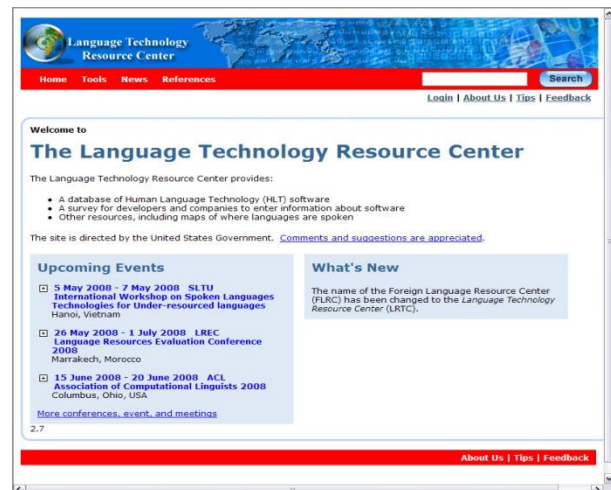 Language Technology
Resource Center
Home Tools News References
Search
Login | About Us | Tips | Feedback
Welcome to
The Language Technology Resource Center
The Language Technology Resource Center provides:
• A database of Human Language Technology (HLT) software
• A survey for developers and companies to enter information about software
• Other resources, including maps of where languages are spoken
The site is directed by the United States Government. Comments and suggestions are appreciated.
Upcoming Events
5 May 2008 - 7 May 2008 SLTU
International Workshop on Spoken Languages
Technologies for Under-resourced languages
Hanoi, Vietnam
26 May 2008 - 1 July 2008 LREC
Language Resources Evaluation Conference
2008
Marrakech, Morocco
15 June 2008 - 20 June 2008 ACL
Association of Computational Linguists 2008
Columbus, Ohio, USA
More conferences, event, and meetings
What's New
The name of the Foreign Language Resource Center
(FLRC) has been changed to the Language Technology
Resource Center (LRTC).
2.7
About Us | Tips | Feedback